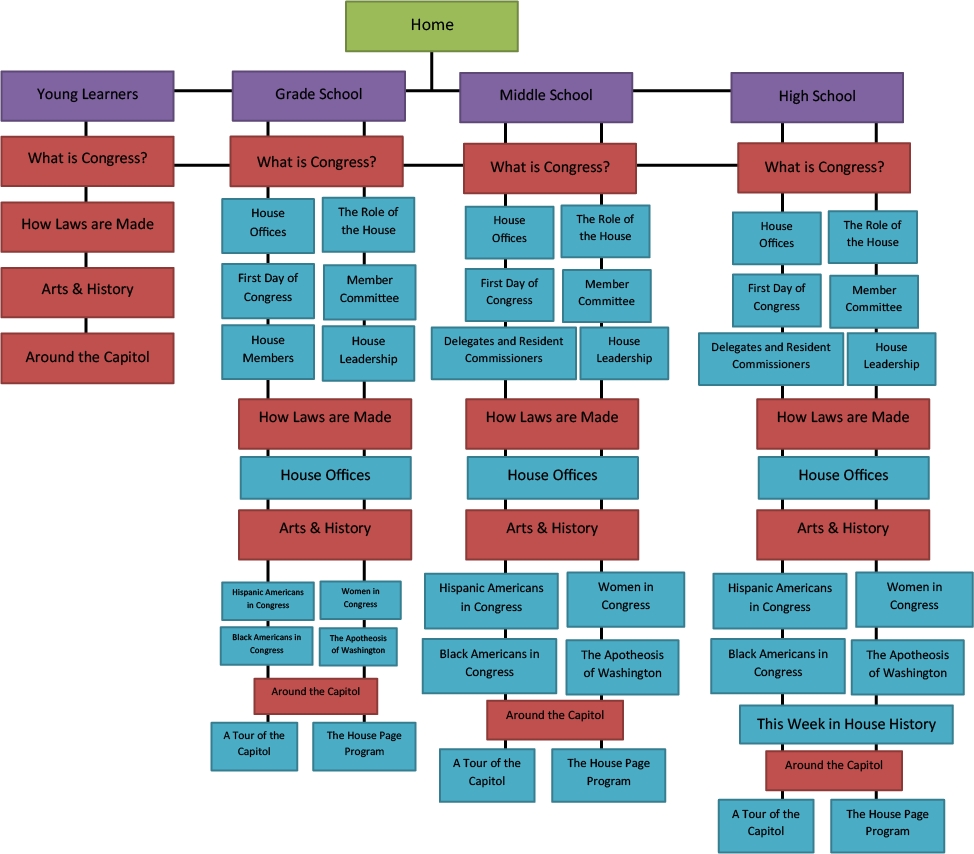 Home
Young Learners
What is Congress?
How Laws are Made
Arts & History
Around the Capitol
Grade School
What is Congress?
House
Offices
The Role of
the House
First Day of
Congress
Member
Committee
House
Members
House
Leadership
How Laws are Made
House Offices
Arts & History
Hispanic Americans
in Congress
Women in
Congress
Black Americans in
Congress
The Apotheosis
of Washington
Around the Capitol
A Tour of the
Capitol
The House Page
Program
Middle School
What is Congress?
House
Offices
The Role of
the House
First Day of
Congress
Member
Committee
Delegates and Resident
Commissioners
House
Leadership
How Laws are Made
House Offices
Arts & History
Hispanic Americans
in Congress
Women in
Congress
Black Americans in
Congress
The Apotheosis
of Washington
Around the Capitol
A Tour of the
Capitol
The House Page
Program
High School
What is Congress?
House
Offices
The Role of
the House
First Day of
Congress
Member
Committee
Delegates and Resident
Commissioners
House
Leadership
How Laws are Made
House Offices
Arts & History
Hispanic Americans
in Congress
Women in
Congress
Black Americans in
Congress
The Apotheosis
of Washington
This Week in House History
Around the Capitol
A Tour of the
Capitol
The House Page
Program